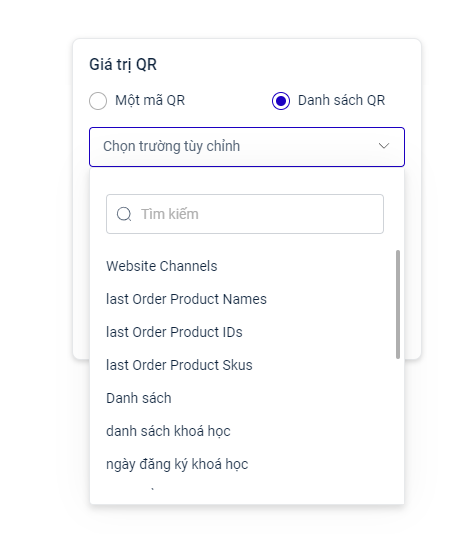 Giá trị QR
Một mã QR
Danh sách QR
Chọn trường tùy chỉnh
Tìm kiếm
Website Channels
last Order Product Names
last Order Product IDs
last Order Product Skus
Danh sách
danh sách khoá học
ngày đăng ký khoá học